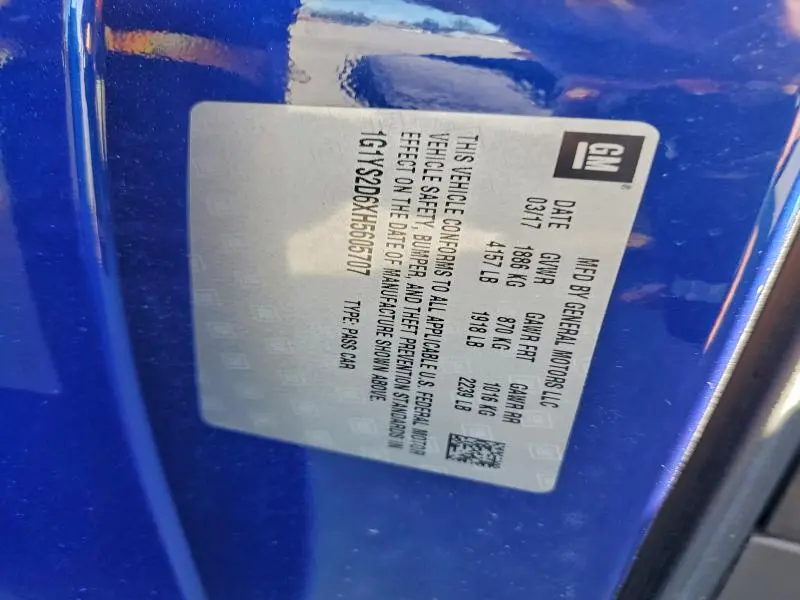 GM
MFD BY GENERAL MOTORS LLC
DATE GVWR GAWR FRT GAWR RR
03/17 1886 KG 870 KG 1016 KG
4157 LB 1918 LB 2239 LB
THIS VEHICLE CONFORMS TO ALL APPLICABLE U.S. FEDERAL MOTOR
VEHICLE SAFETY, BUMPER, AND THEFT PREVENTION STANDARDS IN
EFFECT ON THE DATE OF MANUFACTURE SHOWN ABOVE.
1G1YS2D6XH5605707 TYPE: PASS CAR